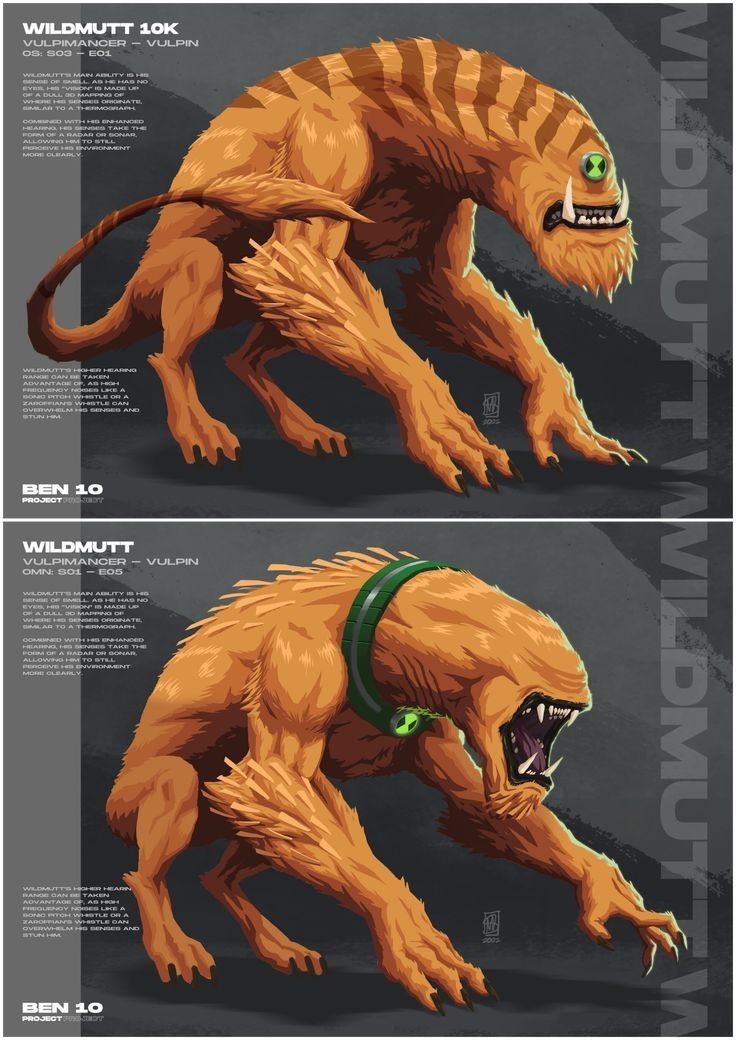 WILDMUTT 10K
VULPIMANCER – VULPIN
OS: S03 – E01
WILDMUTT'S MAIN ABILITY IS HIS
SENSE OF SMELL. AS HE HAS NO
EYES, HIS "VISION" IS MADE UP
OF A DULL 3D MAPPING OF
WHERE HIS SENSES ORIGINATE,
SIMILAR TO A THERMOGRAPH.
COMBINED WITH HIS ENHANCED
HEARING, HIS SENSES TAKE THE
FORM OF A RADAR OR SONAR,
ALLOWING HIM TO STILL
PERCEIVE HIS ENVIRONMENT
MORE CLEARLY.
WILDMUTT
WILDMUTT'S HIGHER HEARING
RANGE CAN BE TAKEN
ADVANTAGE OF, AS HIGH
FREQUENCY NOISES LIKE A
SONIC PITCH WHISTLE OR A
ZAROFFIAN'S WHISTLE CAN
OVERWHELM HIS SENSES AND
STUN HIM.
2022
BEN 10
PROJECTPROJECT
WILDMUTT
VULPIMANCER – VULPIN
OMN: S01 – E05
WILDMUTT'S MAIN ABILITY IS HIS
SENSE OF SMELL. AS HE HAS NO
EYES, HIS "VISION" IS MADE UP
OF A DULL 3D MAPPING OF
WHERE HIS SENSES ORIGINATE,
SIMILAR TO A THERMOGRAPH.
COMBINED WITH HIS ENHANCED
HEARING, HIS SENSES TAKE THE
FORM OF A RADAR OR SONAR,
ALLOWING HIM TO STILL
PERCEIVE HIS ENVIRONMENT
MORE CLEARLY.
WILDMUTT
WILDMUTT'S HIGHER HEARIN
RANGE CAN BE TAKEN
ADVANTAGE OF, AS HIGH
FREQUENCY NOISES LIKE A
SONIC PITCH WHISTLE OR A
ZAROFFIAN'S WHISTLE CAN
OVERWHELM HIS SENSES AND
STUN HIM.
2022
BEN 10
PROJECTPROJECT